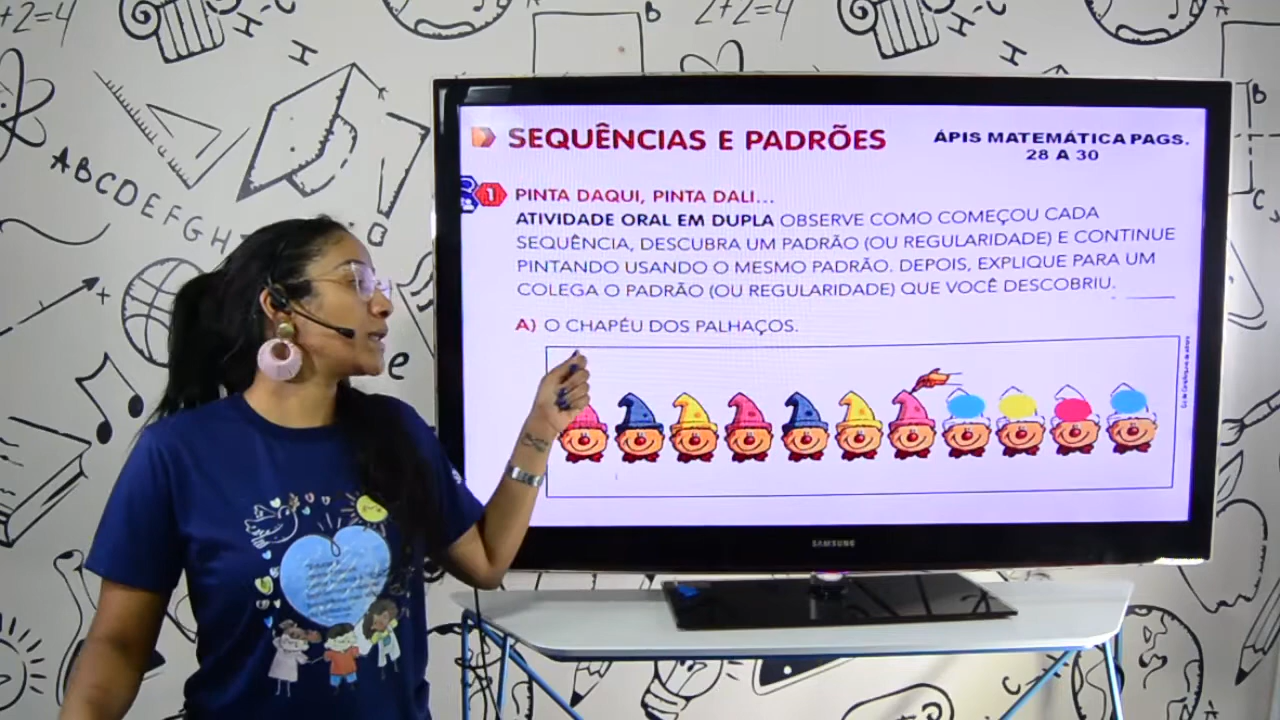 +2=4
B
2+2=4
SEQUÊNCIAS E PADRÕES
ÁPIS MATEMÁTICA PAGS.
28 A 30
1
PINTA DAQUI, PINTA DALI...
ATIVIDADE ORAL EM DUPLA OBSERVE COMO COMEÇOU CADA
SEQUÊNCIA, DESCUBRA UM PADRÃO (OU REGULARIDADE) E CONTINUE
PINTANDO USANDO O MESMO PADRÃO. DEPOIS, EXPLIQUE PARA UM
COLEGA O PADRÃO (OU REGULARIDADE) QUE VOCÊ DESCOBRIU.
A) O CHAPÉU DOS PALHAÇOS.
SAMSUNG
ABCDEFGH
H
H
H
H
B
C
e